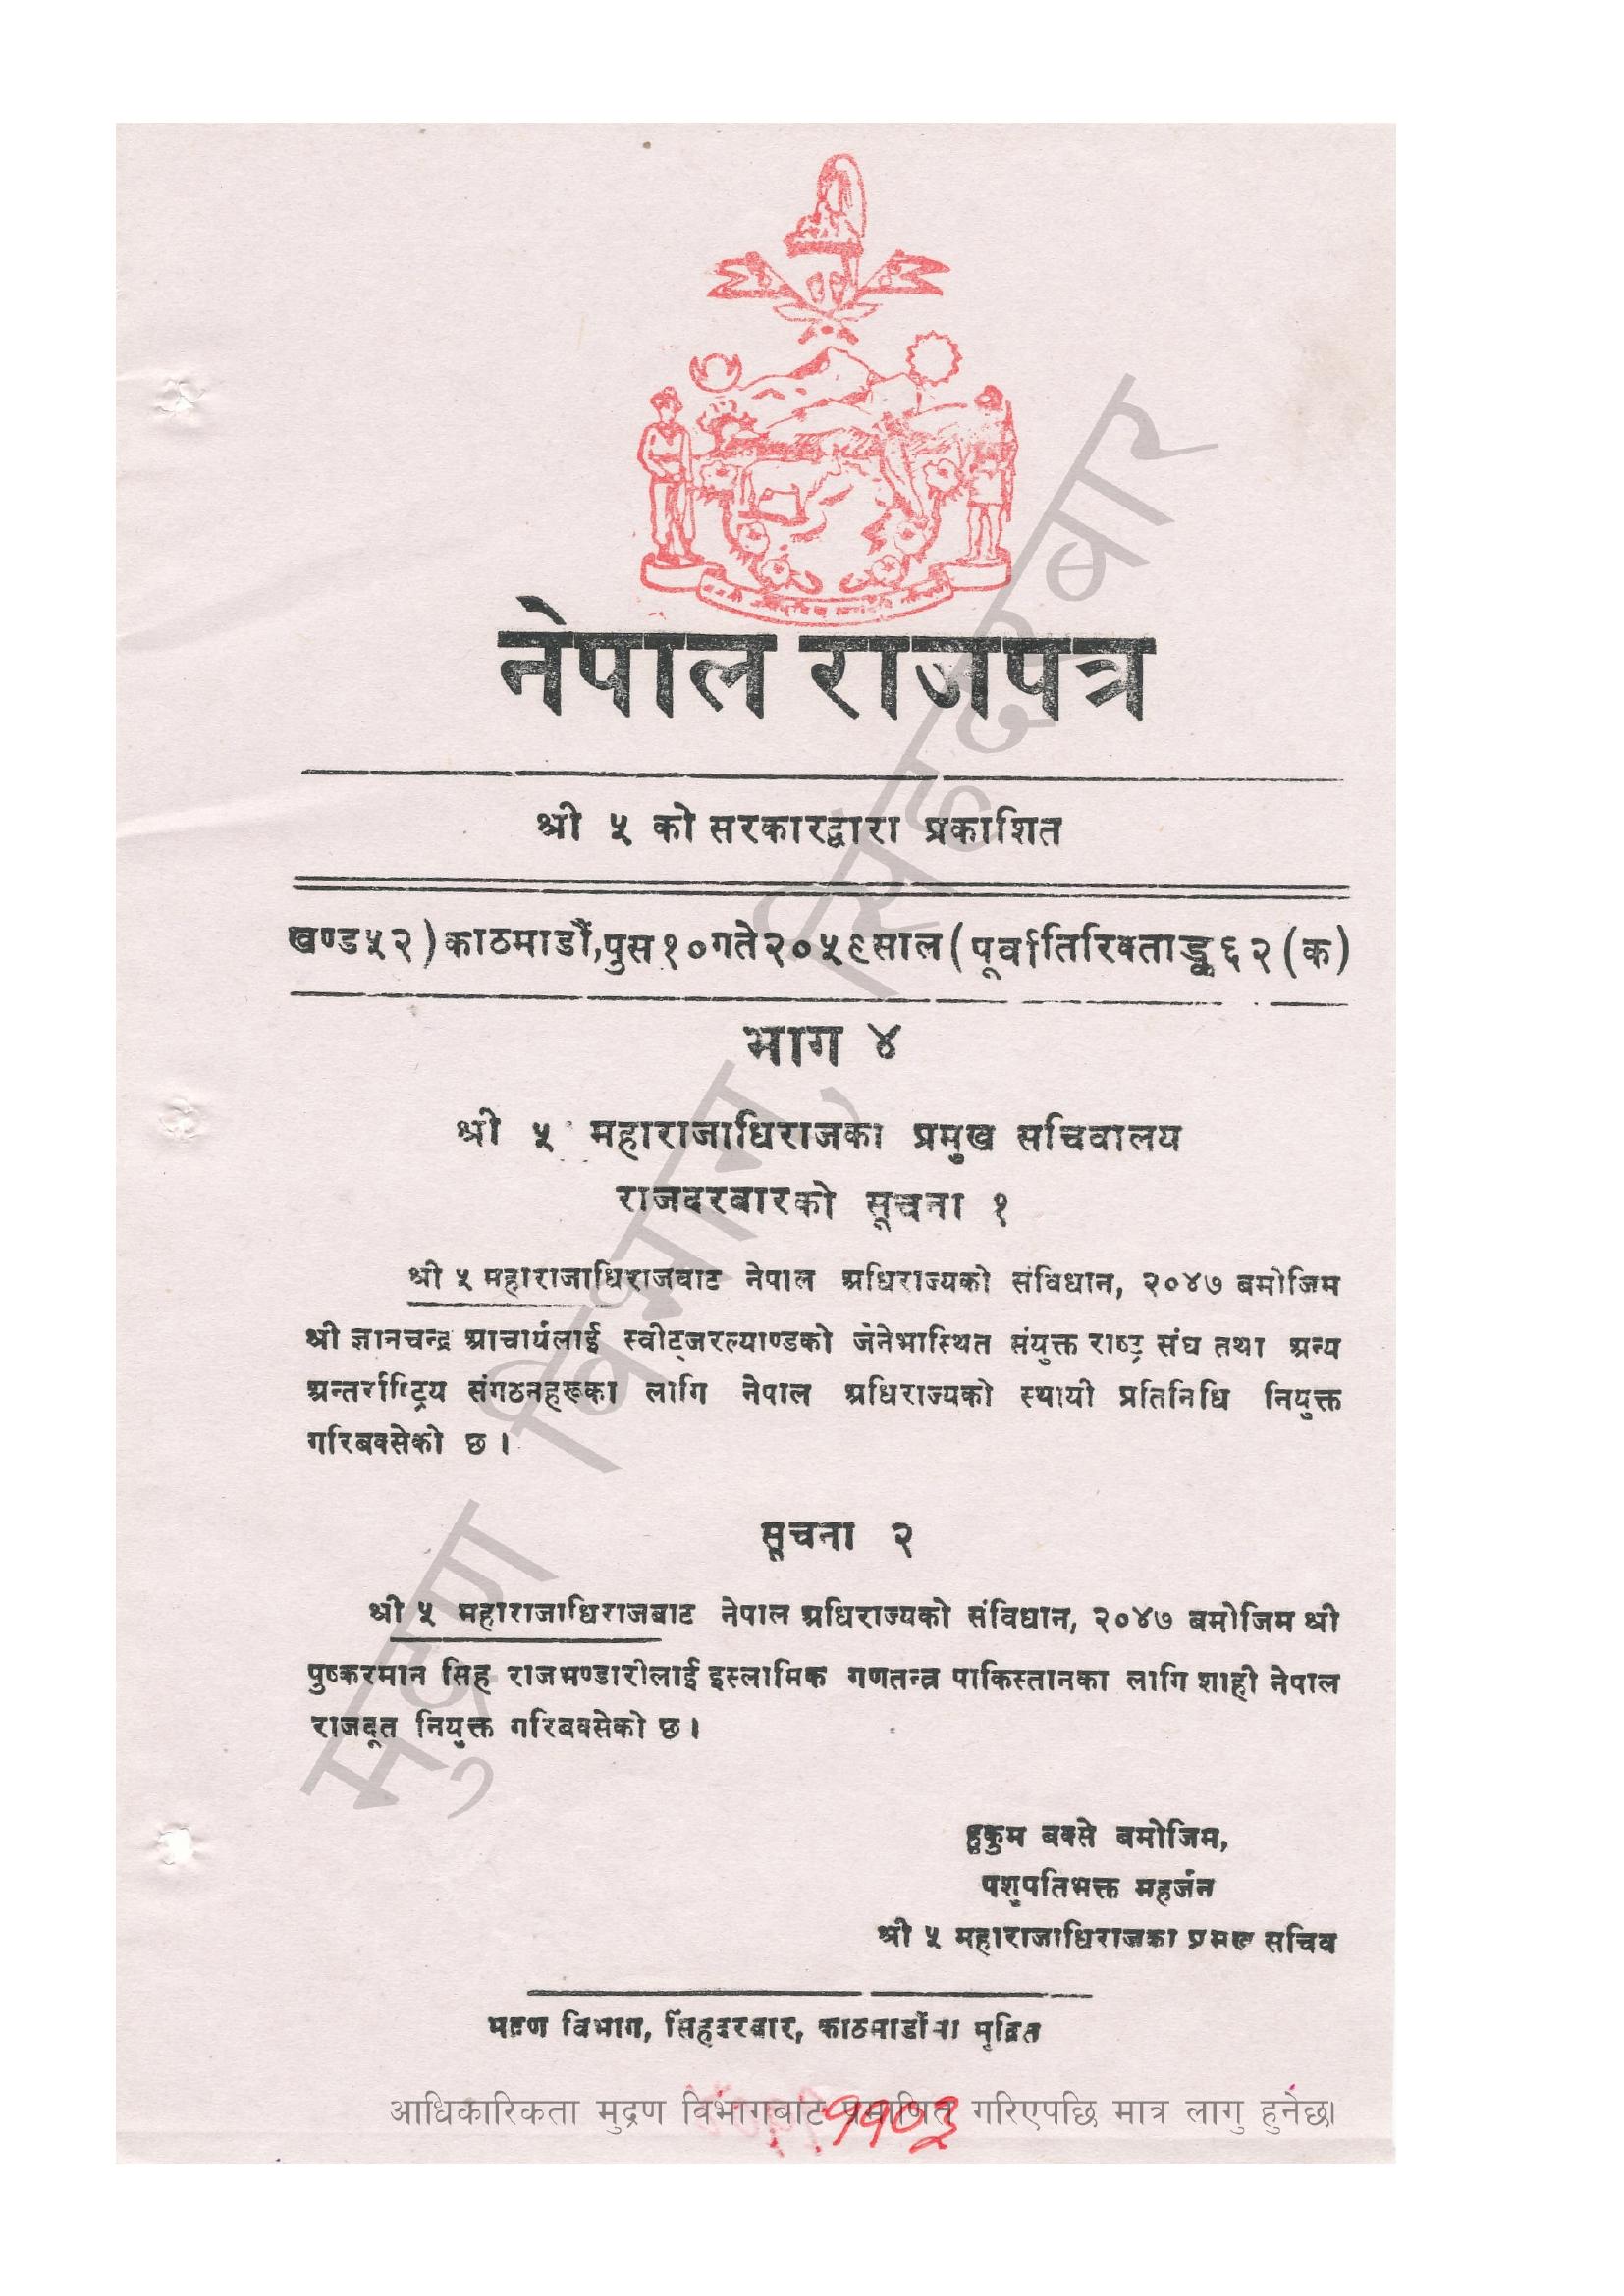 नेपाल राजपत्र
श्री ५ को सरकारद्वारा प्रकाशित
खण्ड५२) काठमाडौं,पुस१०गते२०५९साल (पूर्वातिरिक्ताङ्क६२ (क)
भाग ४
श्री ५ महाराजाधिराजका प्रमुख सचिवालय
राजदरबारको सूचना १
श्री ५ महाराजाधिराजबाट नेपाल अधिराज्यको संविधान, २०४७ बमोजिम
श्री ज्ञानचन्द्र आचार्यलाई स्वीट्जरल्याण्डको जेनेभास्थित संयुक्त राष्ट्र संघ तथा अन्य
अन्तर्राष्ट्रिय संगठनहरूका लागि नेपाल अधिराज्यको स्थायी प्रतिनिधि नियुक्त
गरिबक्सेको छ ।
सूचना २
श्री ५ महाराजाधिराजबाट नेपाल अधिराज्यको संविधान, २०४७ बमोजिम श्री
पुष्करमान सिंह राजभण्डारीलाई इस्लामिक गणतन्त्र पाकिस्तानका लागि शाही नेपाल
राजदूत नियुक्त गरिबक्सेको छ ।
हुकुम बक्से बमोजिम,
पशुपतिभक्त महर्जन
श्री ५ महाराजाधिराजका प्रमुख सचिव
मुद्रण विभाग, सिंहदरबार, काठमाडौंमा मुद्रित
आधिकारिकता मुद्रण विभागबाट प्रमाणित गरिएपछि मात्र लागु हुनेछ।
११०३
मुद्रण विभाग, सिंहदरबार